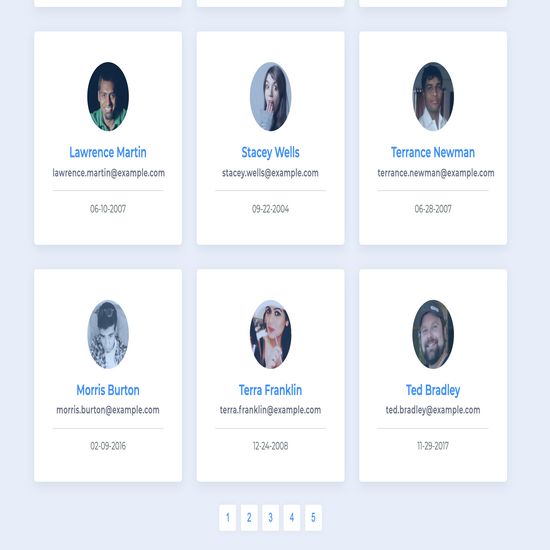 Lawrence Martin
lawrence.martin@example.com
06-10-2007
Stacey Wells
stacey.wells@example.com
09-22-2004
Terrance Newman
terrance.newman@example.com
06-28-2007
Morris Burton
morris.burton@example.com
02-09-2016
Terra Franklin
terra.franklin@example.com
12-24-2008
Ted Bradley
ted.bradley@example.com
11-29-2017
1 2 3 4 5